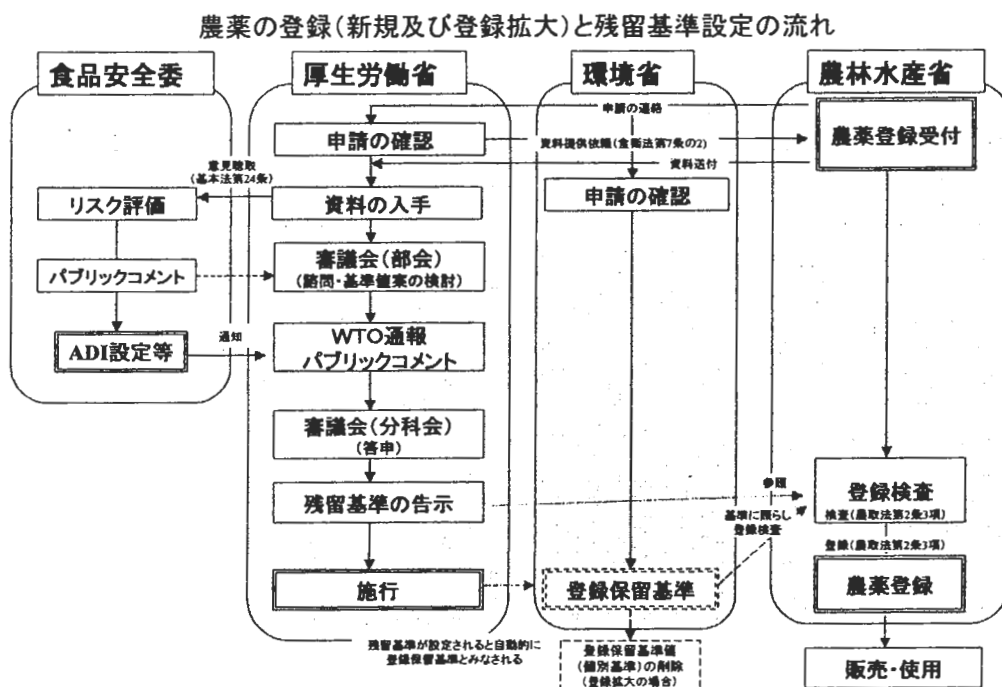 農薬の登録(新規及び登録拡大)と残留基準設定の流れ
食品安全委
厚生労働省
環境省
農林水産省
申請の連絡
申請の確認
農薬登録受付
資料提供依頼(食衛法第7条の2)
資料送付
意見聴取
(基本法第24条)
リスク評価
資料の入手
申請の確認
パブリックコメント
審議会(部会)
(諮問・基準値案の検討)
ADI設定等
通知
WTO通報
パブリックコメント
審議会(分科会)
(答申)
残留基準の告示
参照
基準に照らし
登録検査
登録検査
検査(農取法第2条3項)
登録(農取法第2条3項)
農薬登録
施行
登録保留基準
残留基準が設定されると自動的に
登録保留基準とみなされる
登録保留基準値
(個別基準)の削除
(登録拡大の場合)
販売・使用